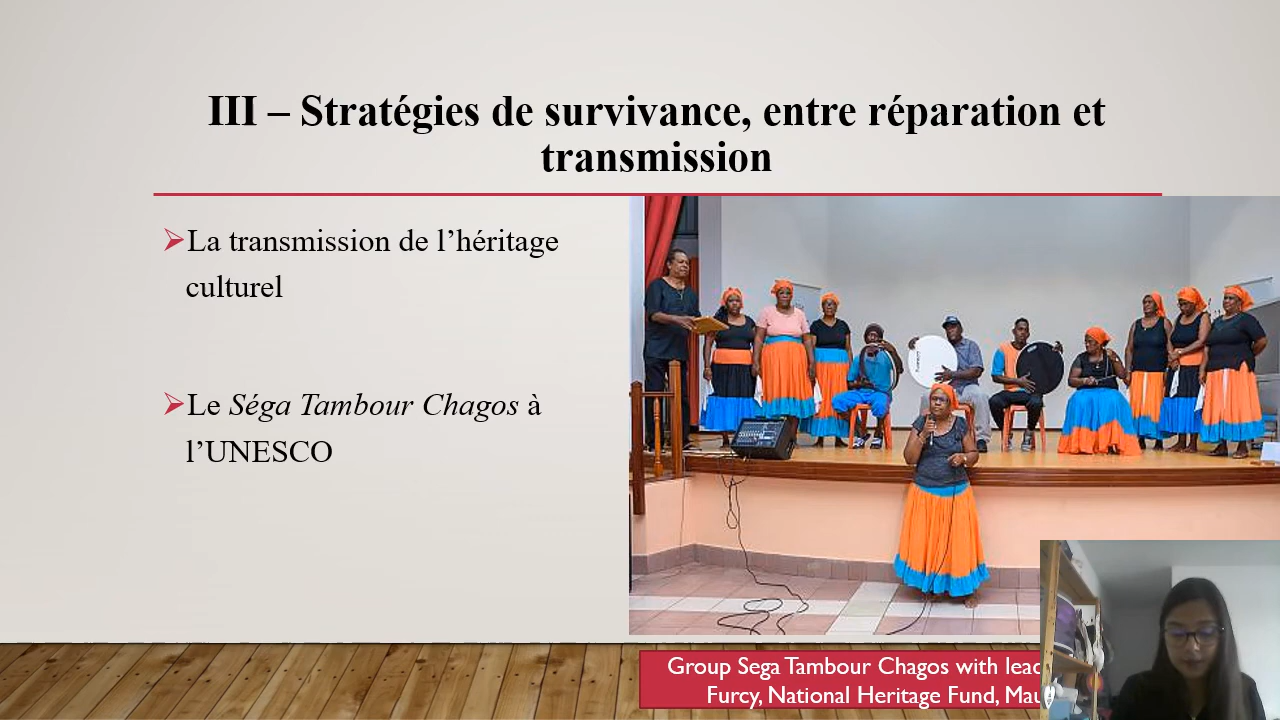 III – Stratégies de survivance, entre réparation et
transmission
La transmission de l’héritage
culturel
Le Séga Tambour Chagos à
l’UNESCO
Group Sega Tambour Chagos with
Furcy, National Heritage Fund,